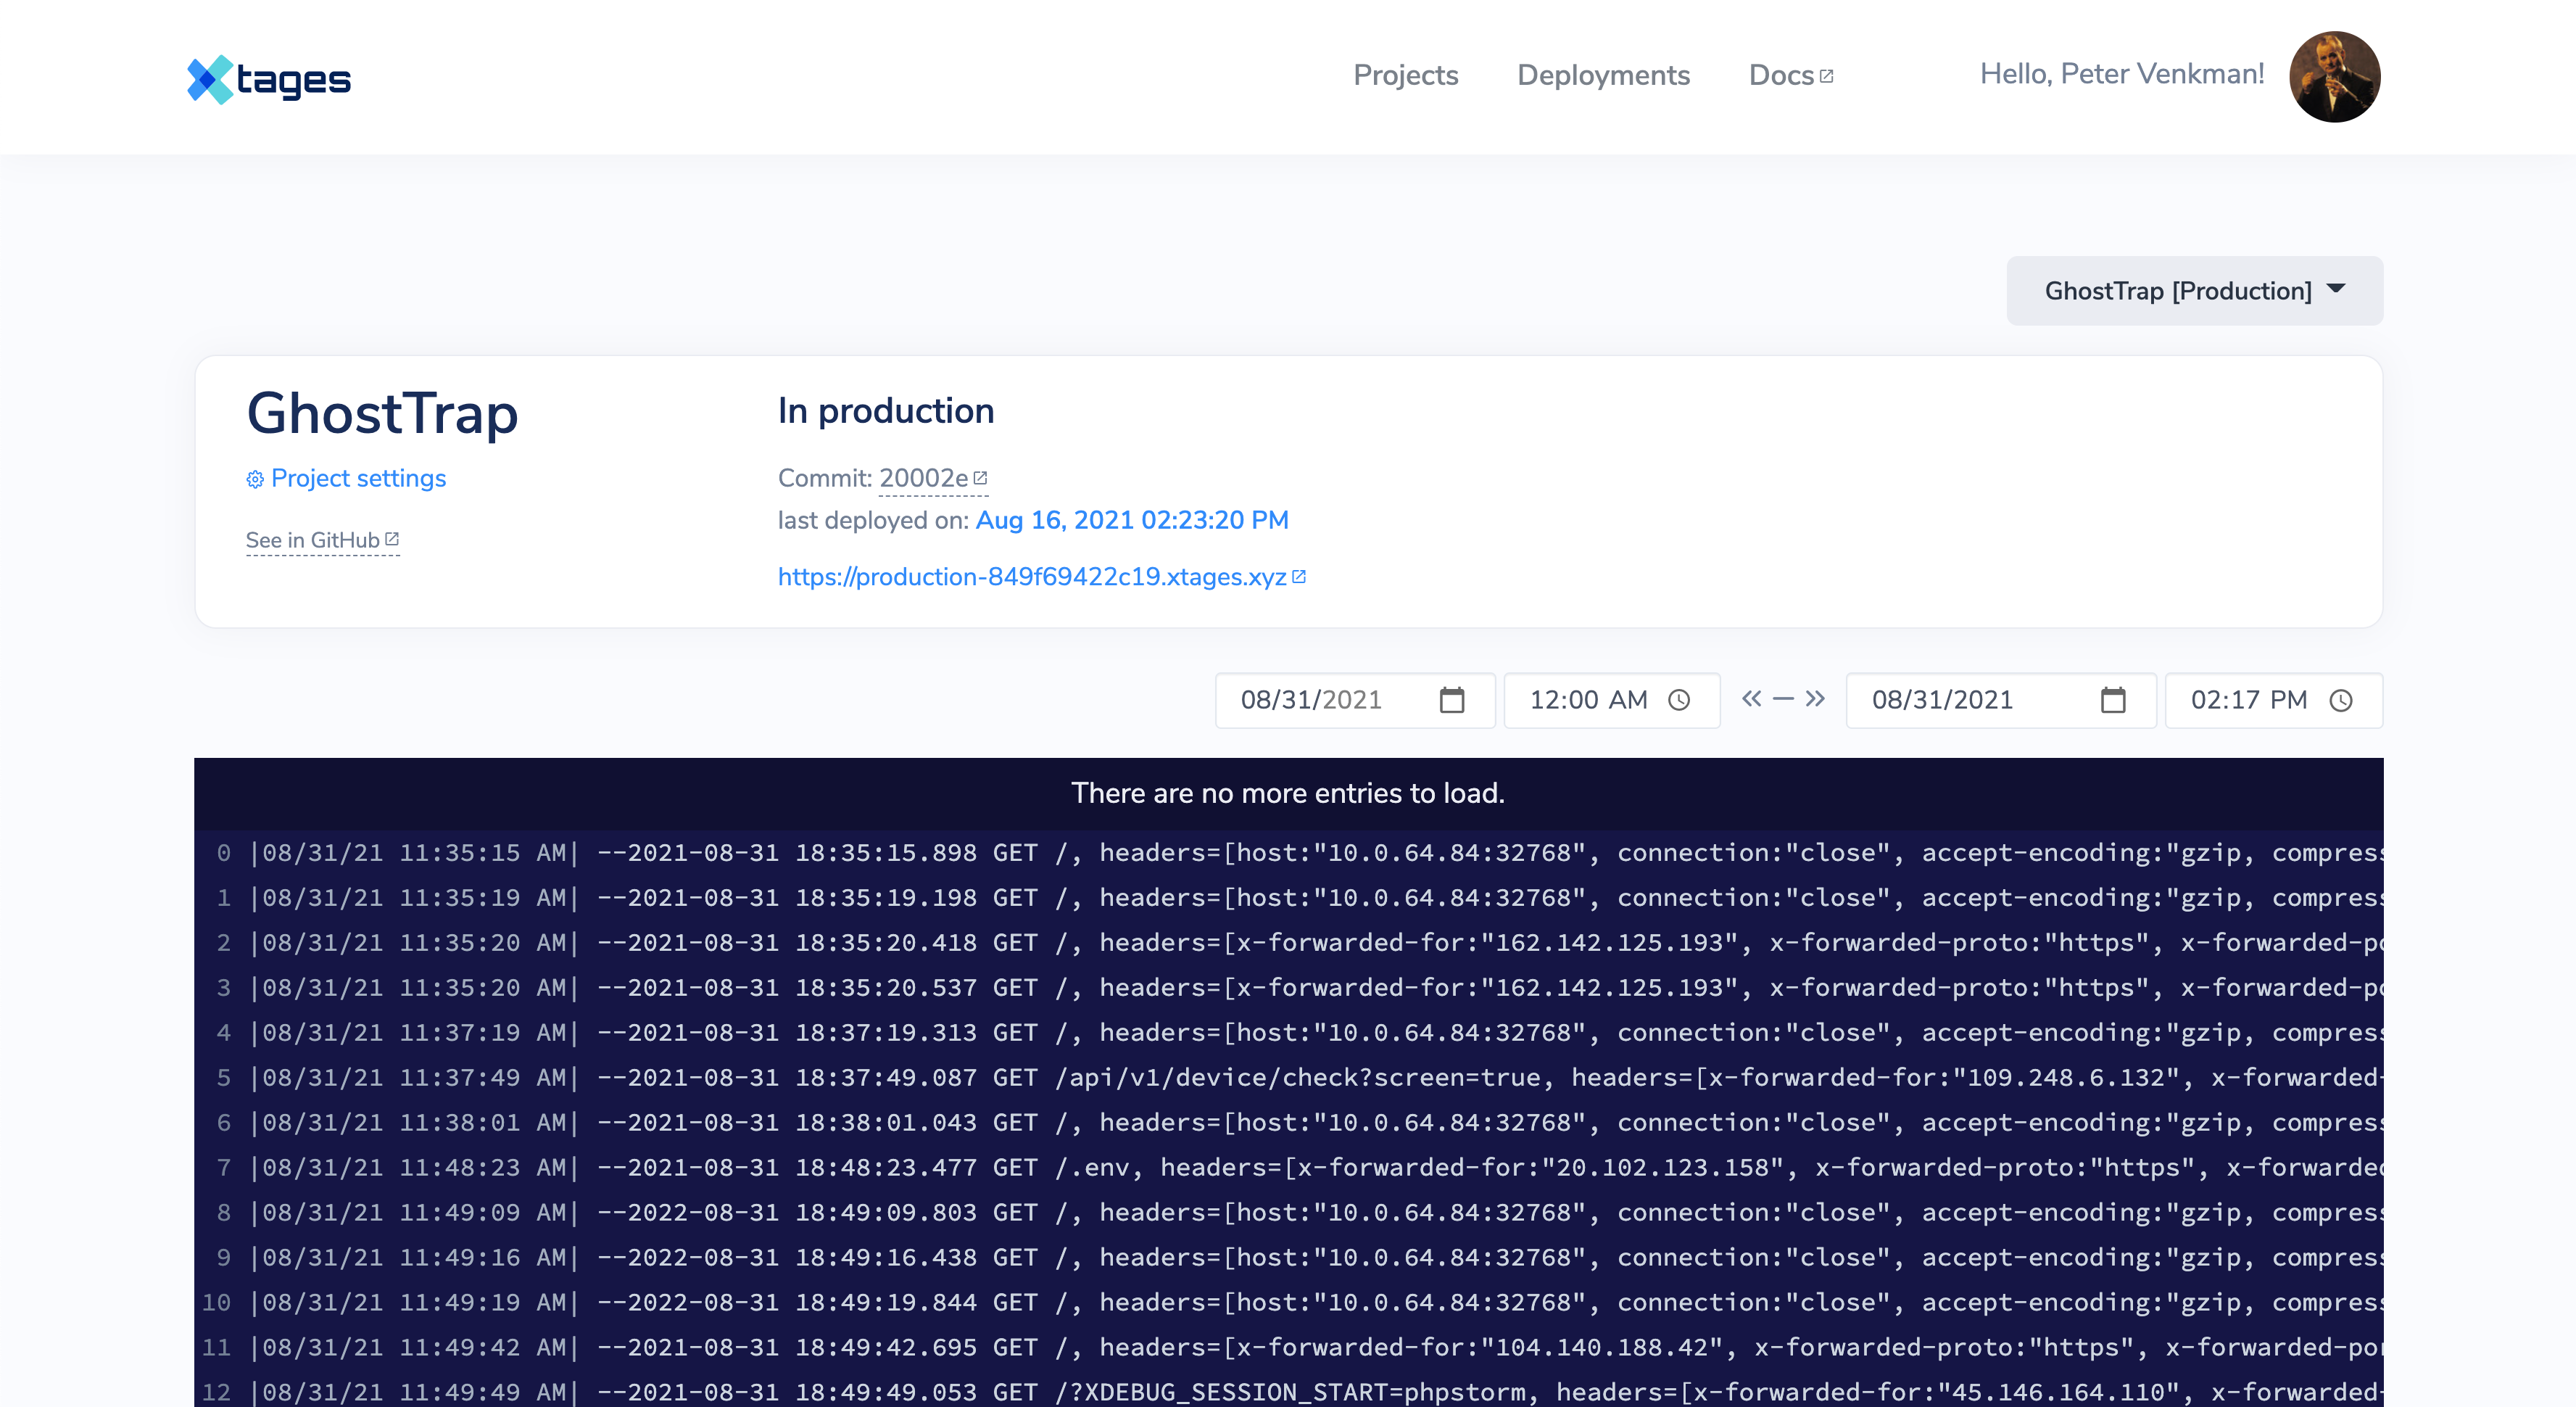 tages
Projects Deployments Docs Hello, Peter Venkman!
GhostTrap [Production]
GhostTrap
Project settings
See in GitHub
In production
Commit: 20002e
last deployed on: Aug 16, 2021 02:23:20 PM
https://production-849f69422c19.xtages.xyz
08/31/2021 12:00 AM « — » 08/31/2021 02:17 PM
There are no more entries to load.
0 |08/31/21 11:35:15 AM| --2021-08-31 18:35:15.898 GET /, headers=[host:"10.0.64.84:32768", connection:"close", accept-encoding:"gzip, compress
1 |08/31/21 11:35:19 AM| --2021-08-31 18:35:19.198 GET /, headers=[host:"10.0.64.84:32768", connection:"close", accept-encoding:"gzip, compress
2 |08/31/21 11:35:20 AM| --2021-08-31 18:35:20.418 GET /, headers=[x-forwarded-for:"162.142.125.193", x-forwarded-proto:"https", x-forwarded-po
3 |08/31/21 11:35:20 AM| --2021-08-31 18:35:20.537 GET /, headers=[x-forwarded-for:"162.142.125.193", x-forwarded-proto:"https", x-forwarded-po
4 |08/31/21 11:37:19 AM| --2021-08-31 18:37:19.313 GET /, headers=[host:"10.0.64.84:32768", connection:"close", accept-encoding:"gzip, compress
5 |08/31/21 11:37:49 AM| --2021-08-31 18:37:49.087 GET /api/v1/device/check?screen=true, headers=[x-forwarded-for:"109.248.6.132", x-forwarded-
6 |08/31/21 11:38:01 AM| --2021-08-31 18:38:01.043 GET /, headers=[host:"10.0.64.84:32768", connection:"close", accept-encoding:"gzip, compress
7 |08/31/21 11:48:23 AM| --2021-08-31 18:48:23.477 GET /.env, headers=[x-forwarded-for:"20.102.123.158", x-forwarded-proto:"https", x-forwarded
8 |08/31/21 11:49:09 AM| --2022-08-31 18:49:09.803 GET /, headers=[host:"10.0.64.84:32768", connection:"close", accept-encoding:"gzip, compress
9 |08/31/21 11:49:16 AM| --2022-08-31 18:49:16.438 GET /, headers=[host:"10.0.64.84:32768", connection:"close", accept-encoding:"gzip, compress
10 |08/31/21 11:49:19 AM| --2022-08-31 18:49:19.844 GET /, headers=[host:"10.0.64.84:32768", connection:"close", accept-encoding:"gzip, compress
11 |08/31/21 11:49:42 AM| --2021-08-31 18:49:42.695 GET /, headers=[x-forwarded-for:"104.140.188.42", x-forwarded-proto:"https", x-forwarded-por
12 |08/31/21 11:49:49 AM| --2021-08-31 18:49:49.053 GET /?XDEBUG_SESSION_START=phpstorm, headers=[x-forwarded-for:"45.146.164.110", x-forwarded-